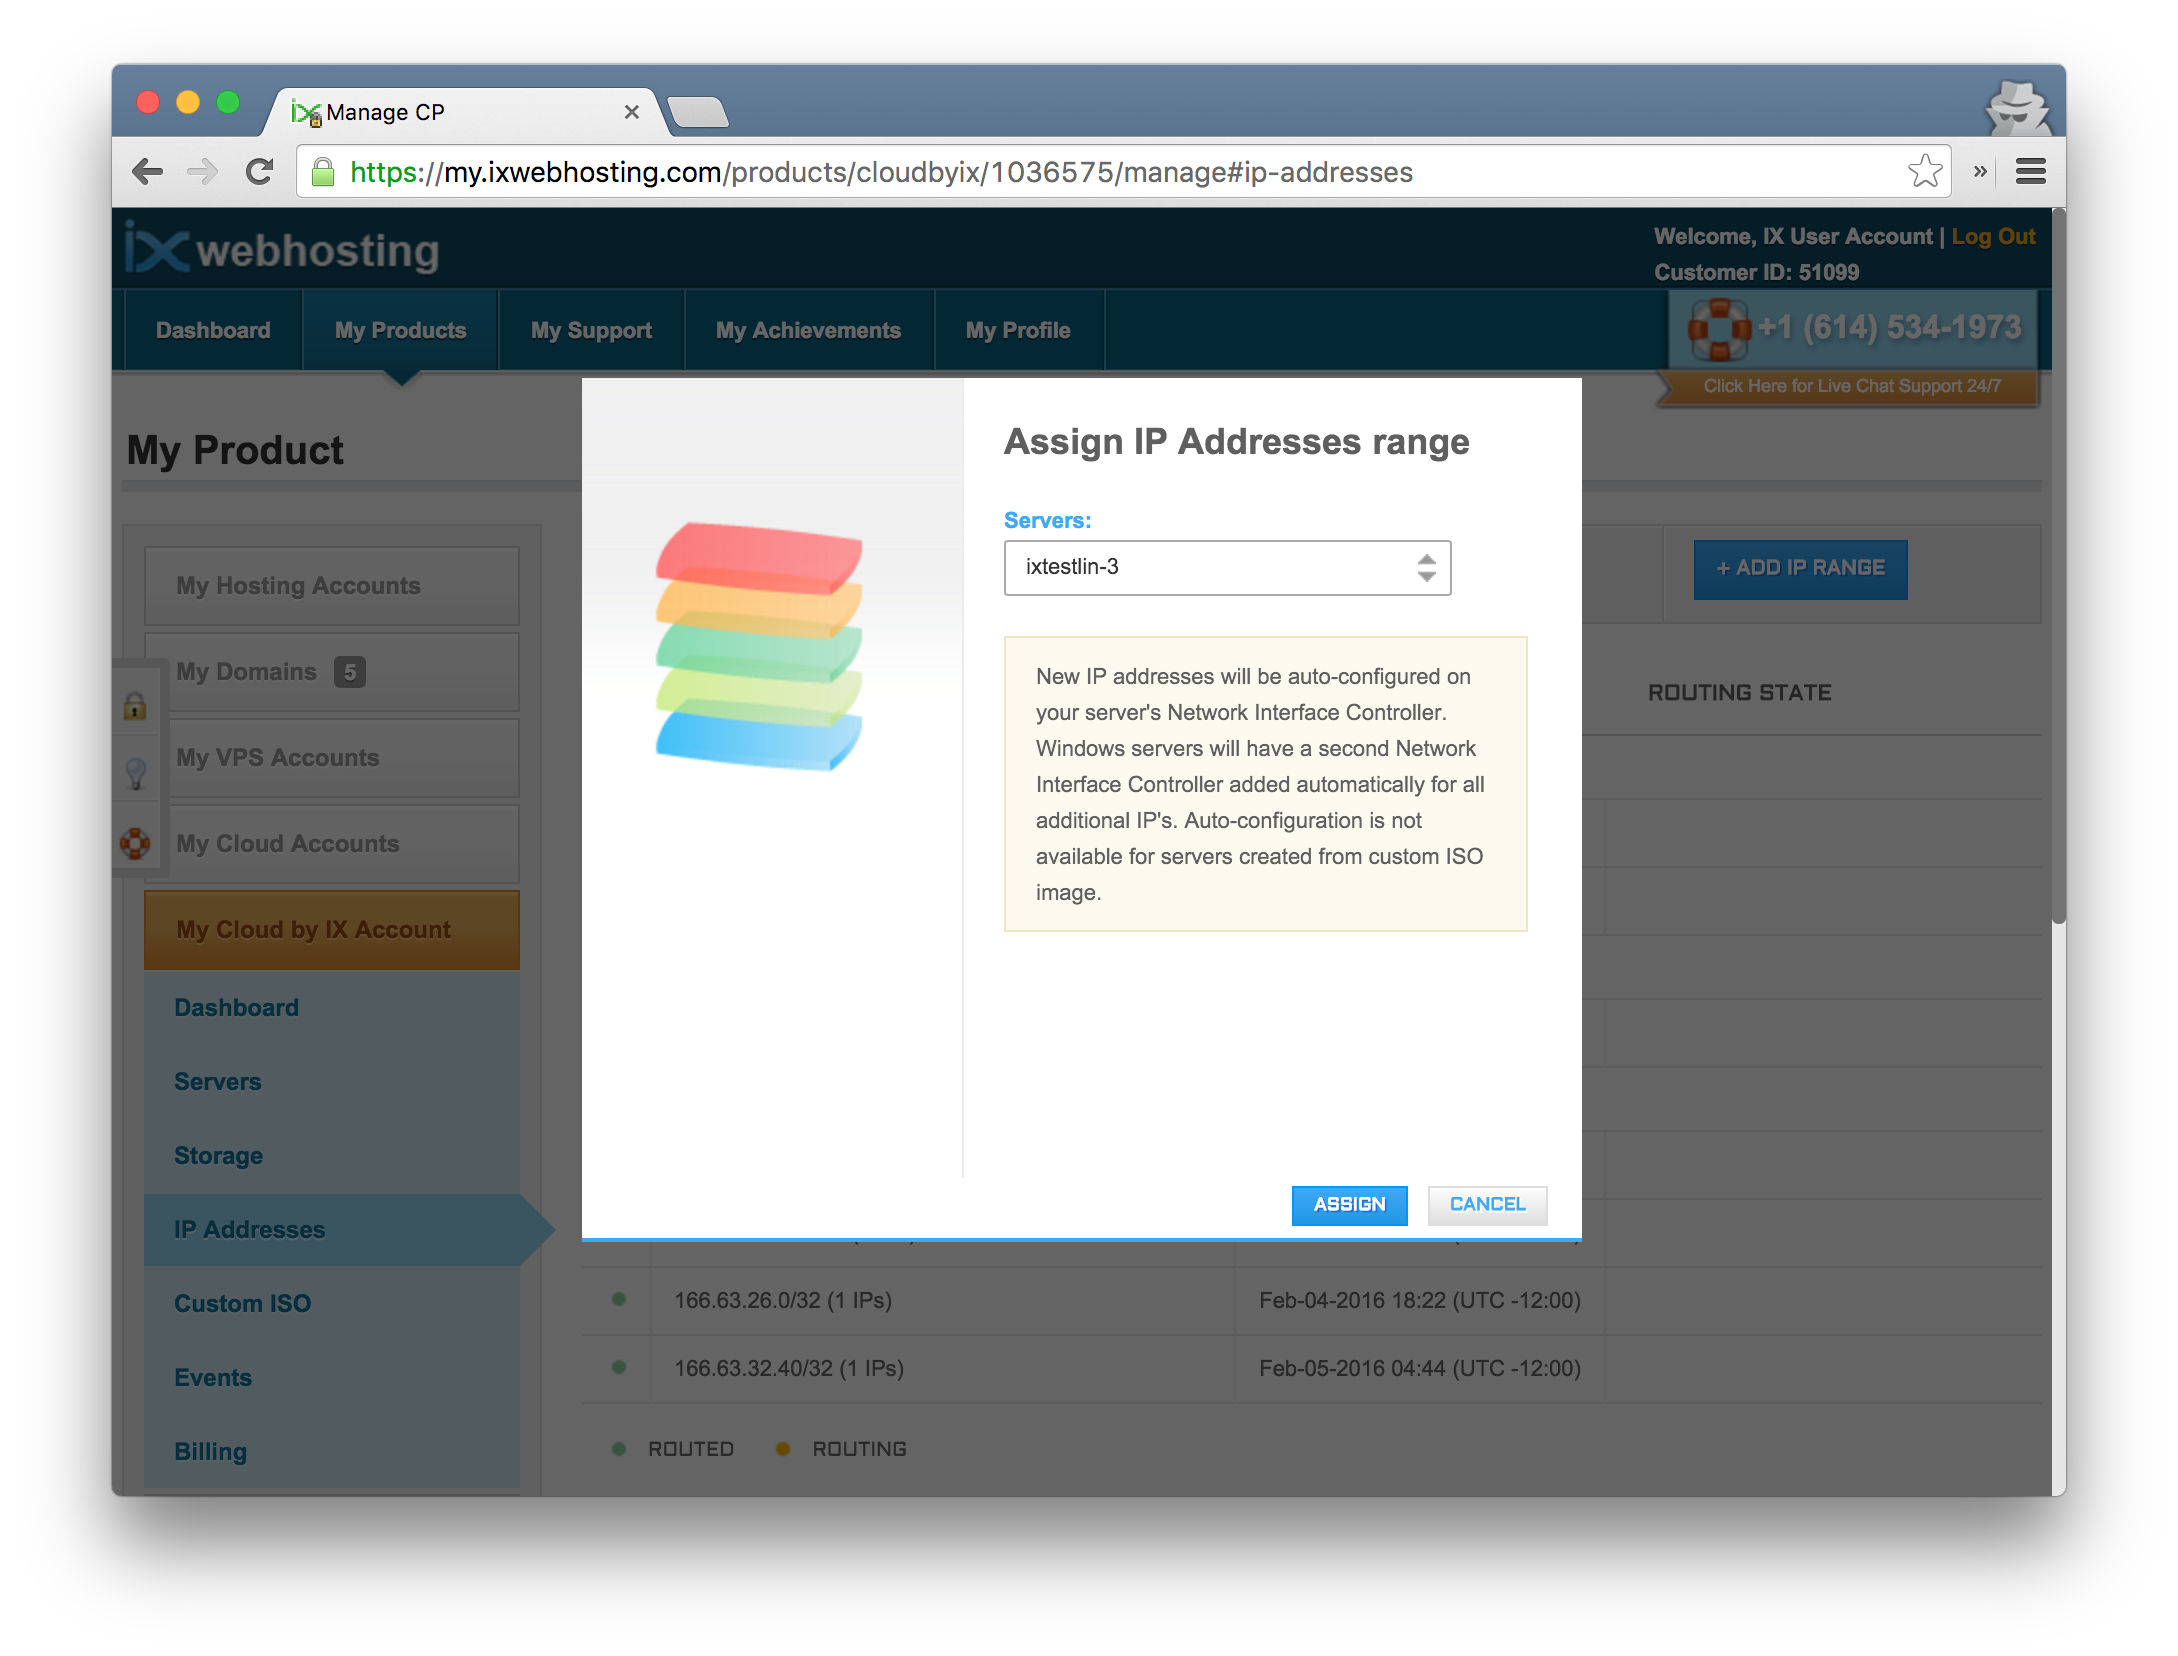 Manage CP
https://my.ixwebhosting.com/products/cloudbyix/1036575/manage#ip-addresses
ix webhosting
Welcome, IX User Account | Log Out
Customer ID: 51099
Dashboard
My Products
My Support
My Achievements
My Profile
+1 (614) 534-1973
Click Here for Live Chat Support 24/7
My Product
My Hosting Accounts
My Domains 5
My VPS Accounts
My Cloud Accounts
My Cloud by IX Account
Dashboard
Servers
Storage
IP Addresses
Custom ISO
Events
Billing
Assign IP Addresses range
Servers:
ixtestlin-3
New IP addresses will be auto-configured on
your server's Network Interface Controller.
Windows servers will have a second Network
Interface Controller added automatically for all
additional IP's. Auto-configuration is not
available for servers created from custom ISO
image.
ASSIGN
CANCEL
+ ADD IP RANGE
ROUTING STATE
166.63.26.0/32 (1 IPs)
Feb-04-2016 18:22 (UTC -12:00)
166.63.32.40/32 (1 IPs)
Feb-05-2016 04:44 (UTC -12:00)
ROUTED
ROUTING